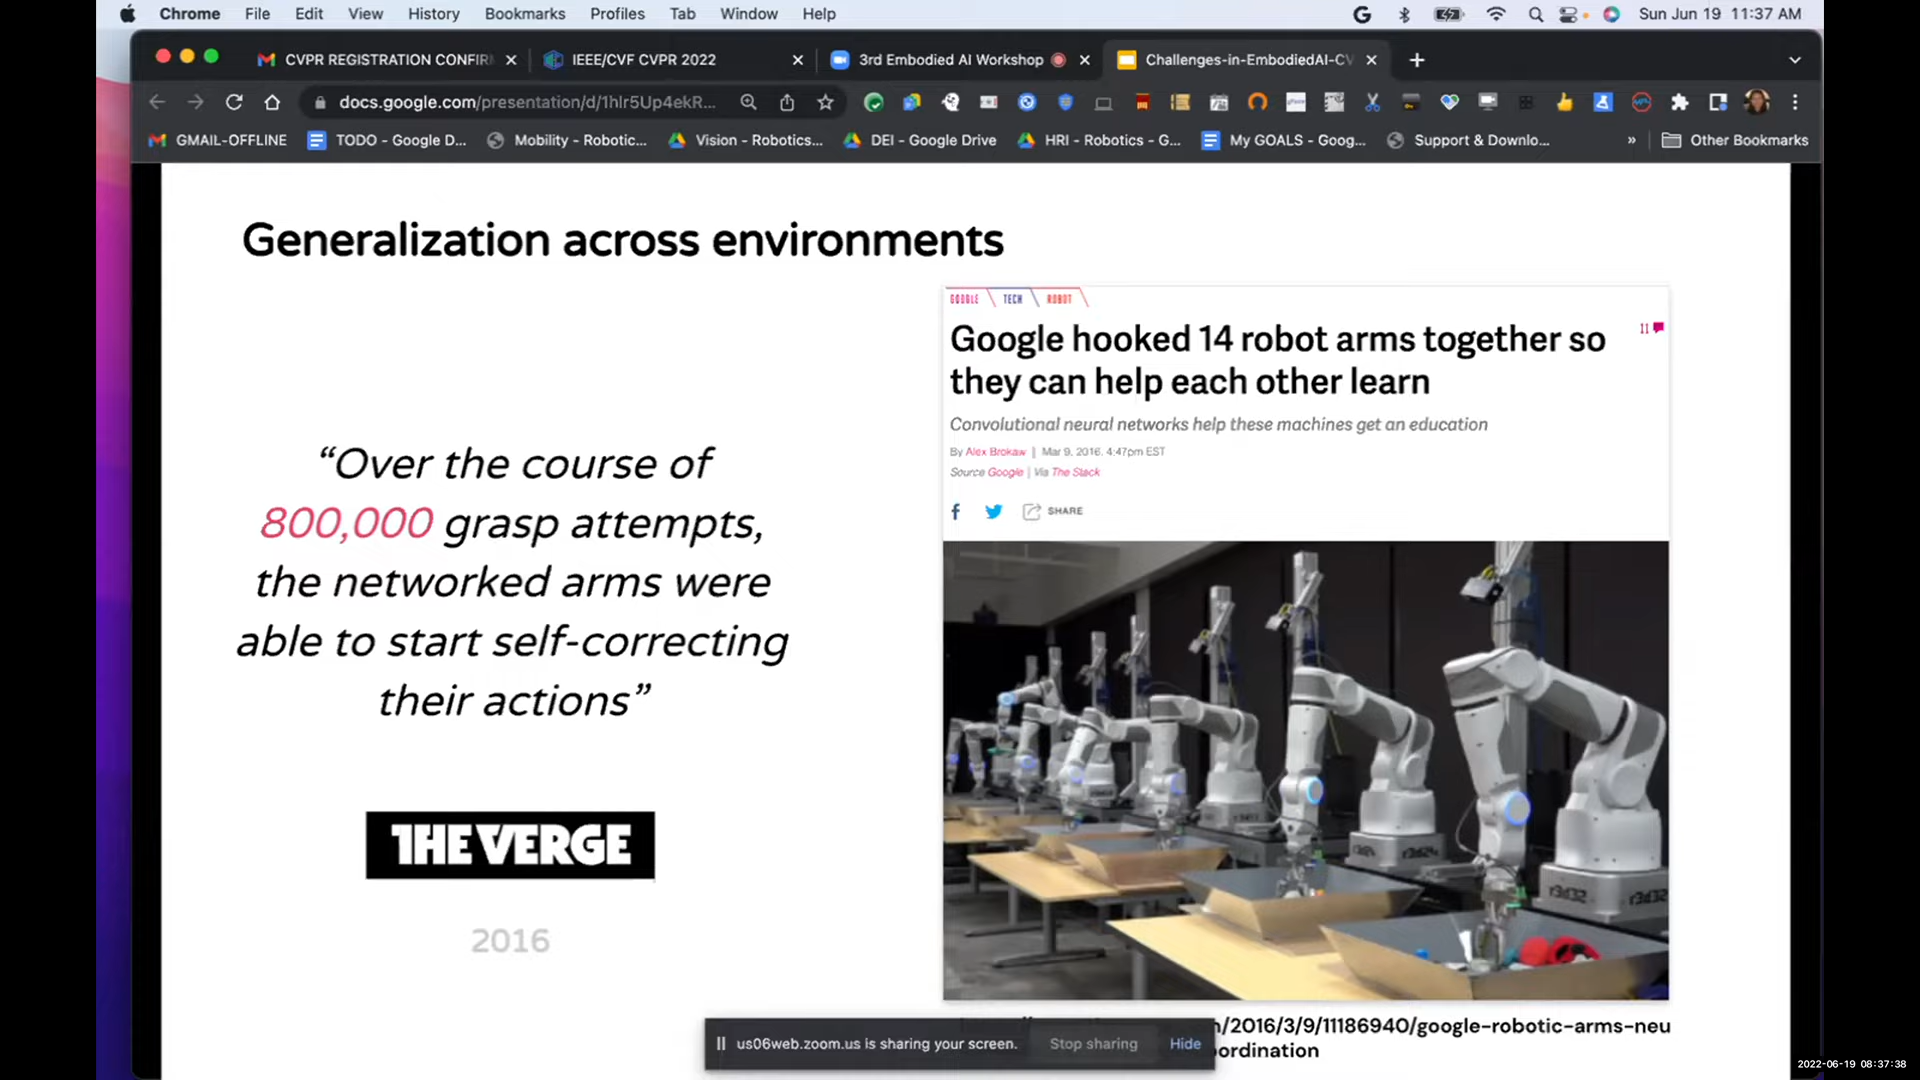 Chrome File Edit View History Bookmarks Profiles Tab Window Help Sun Jun 19 11:37 AM
CVPR REGISTRATION CONFIR IEEE/CVF CVPR 2022 3rd Embodied AI Workshop Challenges-in-EmbodiedAI-CV
docs.google.com/presentation/d/1hlr5Up4ekR...
GMAIL-OFFLINE TODO - Google D... Mobility - Robotic... Vision - Robotics... DEI - Google Drive HRI - Robotics - G... My GOALS - Goog... Support & Downlo... » Other Bookmarks
Generalization across environments
“Over the course of
800,000 grasp attempts,
the networked arms were
able to start self-correcting
their actions”
THE VERGE
2016
GOOGLE TECH ROBOT
Google hooked 14 robot arms together so
they can help each other learn
11
Convolutional neural networks help these machines get an education
By Alex Brokaw | Mar 9, 2016, 4:47pm EST
Source Google | Via The Stack
SHARE
/2016/3/9/11186940/google-robotic-arms-neu
ordination
us06web.zoom.us is sharing your screen. Stop sharing Hide
2022-06-19 08:37:38